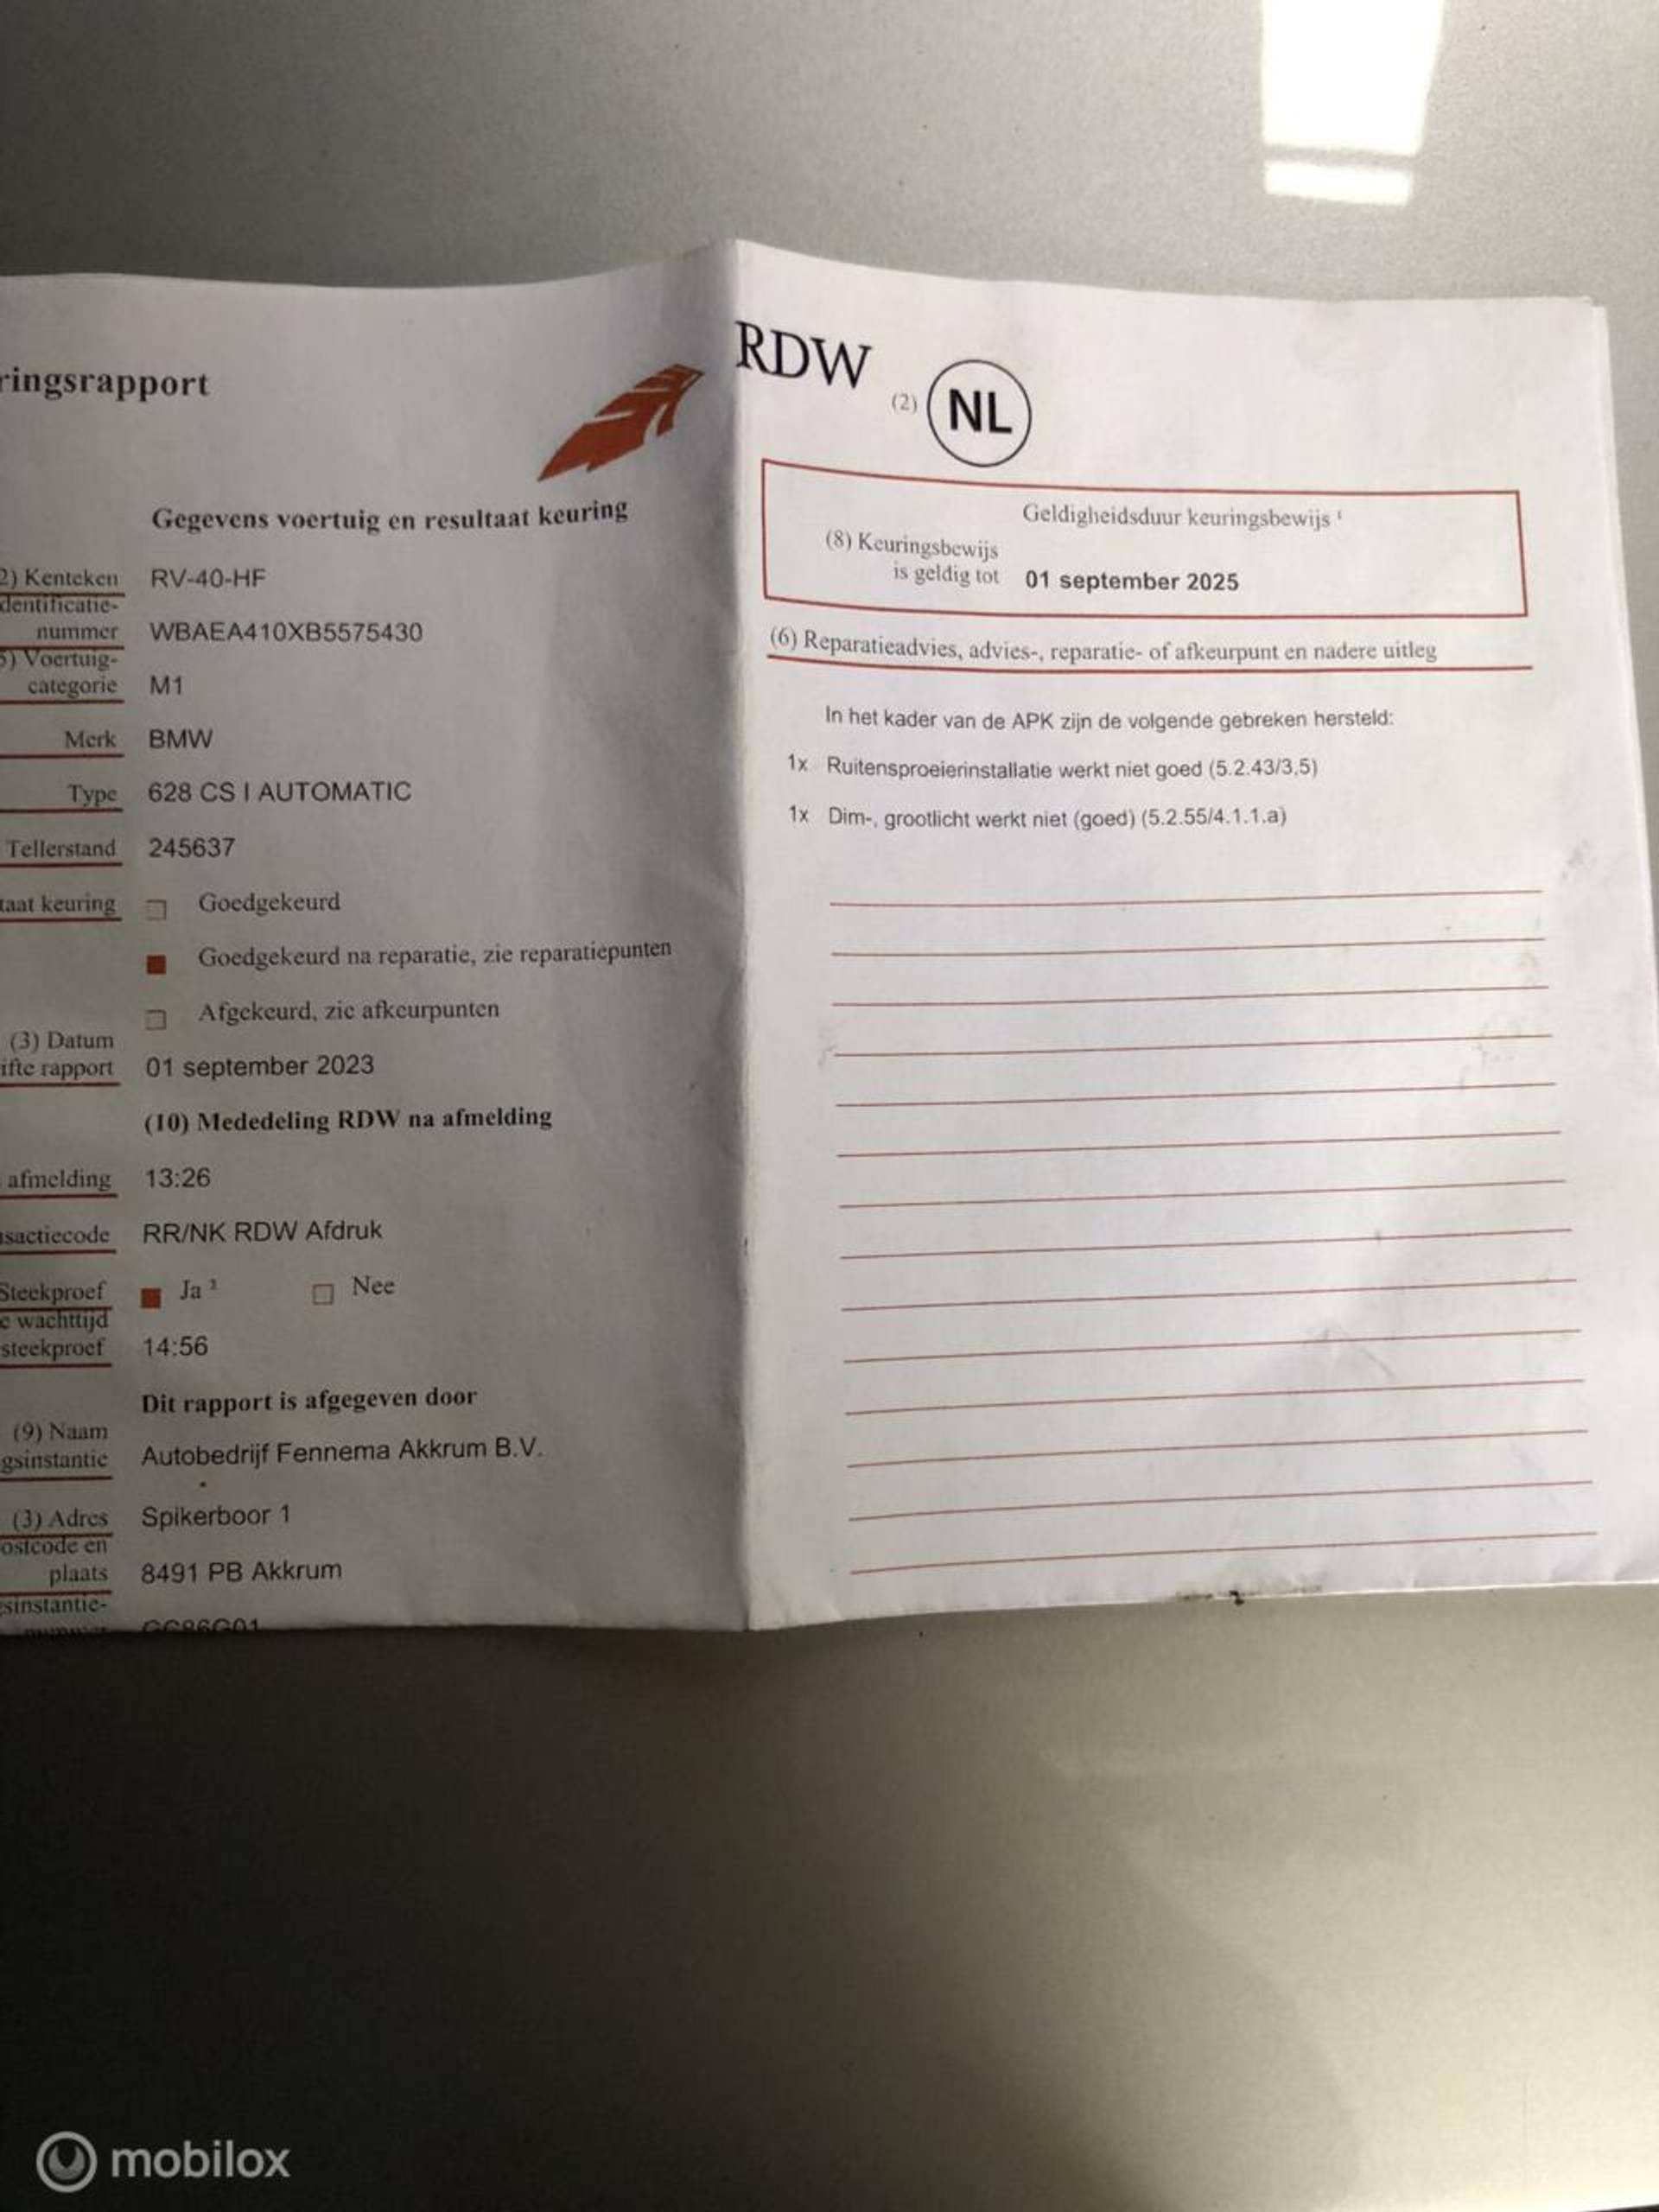 ringsrapport
RDW
(2) NL
Gegevens voertuig en resultaat keuring
2) Kenteken RV-40-HF
dentificatie-
nummer WBAEA410XB5575430
5) Voertuig-
categorie M1
Merk BMW
Type 628 CS I AUTOMATIC
Tellerstand 245637
taat keuring Goedgekeurd
Goedgekeurd na reparatie, zie reparatiepunten
Afgekeurd, zie afkeurpunten
(3) Datum
ifte rapport 01 september 2023
(10) Mededeling RDW na afmelding
afmelding 13:26
sactiecode RR/NK RDW Afdruk
Steekproef Ja ² Nee
e wachttijd
steekproef 14:56
Dit rapport is afgegeven door
(9) Naam
gsinstantie Autobedrijf Fennema Akkrum B.V.
(3) Adres Spikerboor 1
ostcode en
plaats 8491 PB Akkrum
sinstantie-
Geldigheidsduur keuringsbewijs ¹
(8) Keuringsbewijs
is geldig tot 01 september 2025
(6) Reparatieadvies, advies-, reparatie- of afkeurpunt en nadere uitleg
In het kader van de APK zijn de volgende gebreken hersteld:
1x Ruitensproeierinstallatie werkt niet goed (5.2.43/3,5)
1x Dim-, grootlicht werkt niet (goed) (5.2.55/4.1.1.a)
mobilox